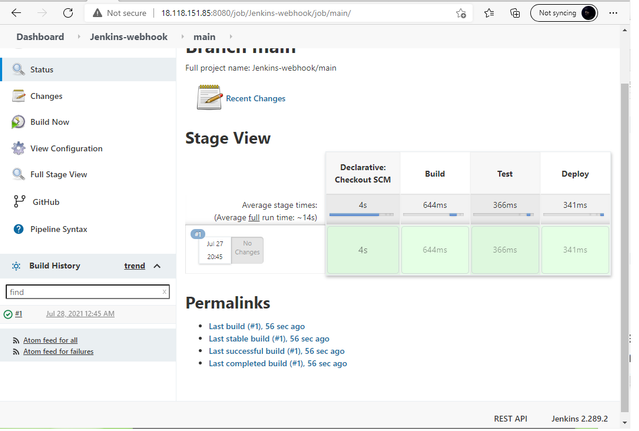 Not secure | 18.118.151.85:8080/job/Jenkins-webhook/job/main/
Not syncing
Dashboard Jenkins-webhook main
Branch main
Full project name: Jenkins-webhook/main
Status
Changes
Build Now
View Configuration
Full Stage View
GitHub
Pipeline Syntax
Build History trend
find x
#1 Jul 28, 2021 12:45 AM
Atom feed for all
Atom feed for failures
Recent Changes
Stage View
Declarative: Checkout SCM Build Test Deploy
Average stage times: 4s 644ms 366ms 341ms
(Average full run time: ~14s)
#1
Jul 27 No
20:45 Changes
4s 644ms 366ms 341ms
Permalinks
Last build (#1), 56 sec ago
Last stable build (#1), 56 sec ago
Last successful build (#1), 56 sec ago
Last completed build (#1), 56 sec ago
REST API Jenkins 2.289.2